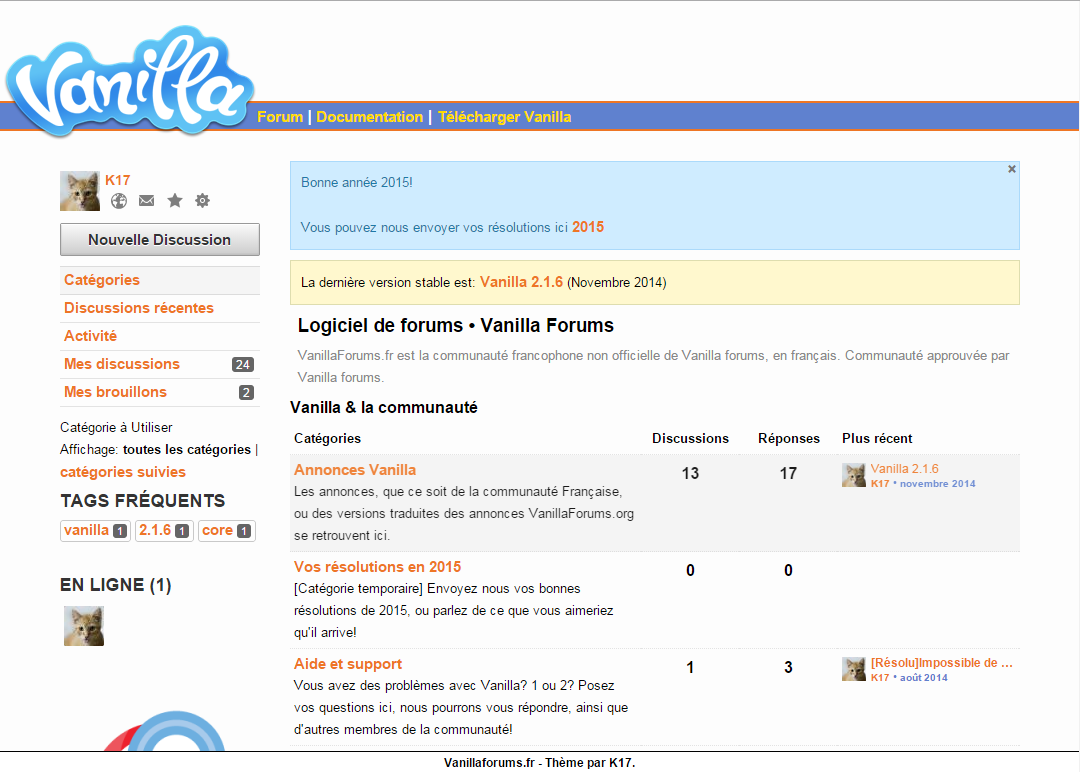 Vanilla
Forum | Documentation | Télécharger Vanilla
K17
Nouvelle Discussion
Catégories
Discussions récentes
Activité
Mes discussions 24
Mes brouillons 2
Catégorie à Utiliser
Affichage: toutes les catégories |
catégories suivies
TAGS FRÉQUENTS
vanilla 1 2.1.6 1 core 1
EN LIGNE (1)
Bonne année 2015!
Vous pouvez nous envoyer vos résolutions ici 2015
La dernière version stable est: Vanilla 2.1.6 (Novembre 2014)
Logiciel de forums • Vanilla Forums
VanillaForums.fr est la communauté francophone non officielle de Vanilla forums, en français. Communauté approuvée par
Vanilla forums.
Vanilla & la communauté
Catégories Discussions Réponses Plus récent
Annonces Vanilla 13 17 Vanilla 2.1.6
K17 • novembre 2014
Les annonces, que ce soit de la communauté Française,
ou des versions traduites des annonces VanillaForums.org
se retrouvent ici.
Vos résolutions en 2015 0 0
[Catégorie temporaire] Envoyez nous vos bonnes
résolutions de 2015, ou parlez de ce que vous aimeriez
qu'il arrive!
Aide et support 1 3 [Résolu]Impossible de ...
K17 • août 2014
Vous avez des problèmes avec Vanilla? 1 ou 2? Posez
vos questions ici, nous pourrons vous répondre, ainsi que
d'autres membres de la communauté!
Vanillaforums.fr - Thème par K17.